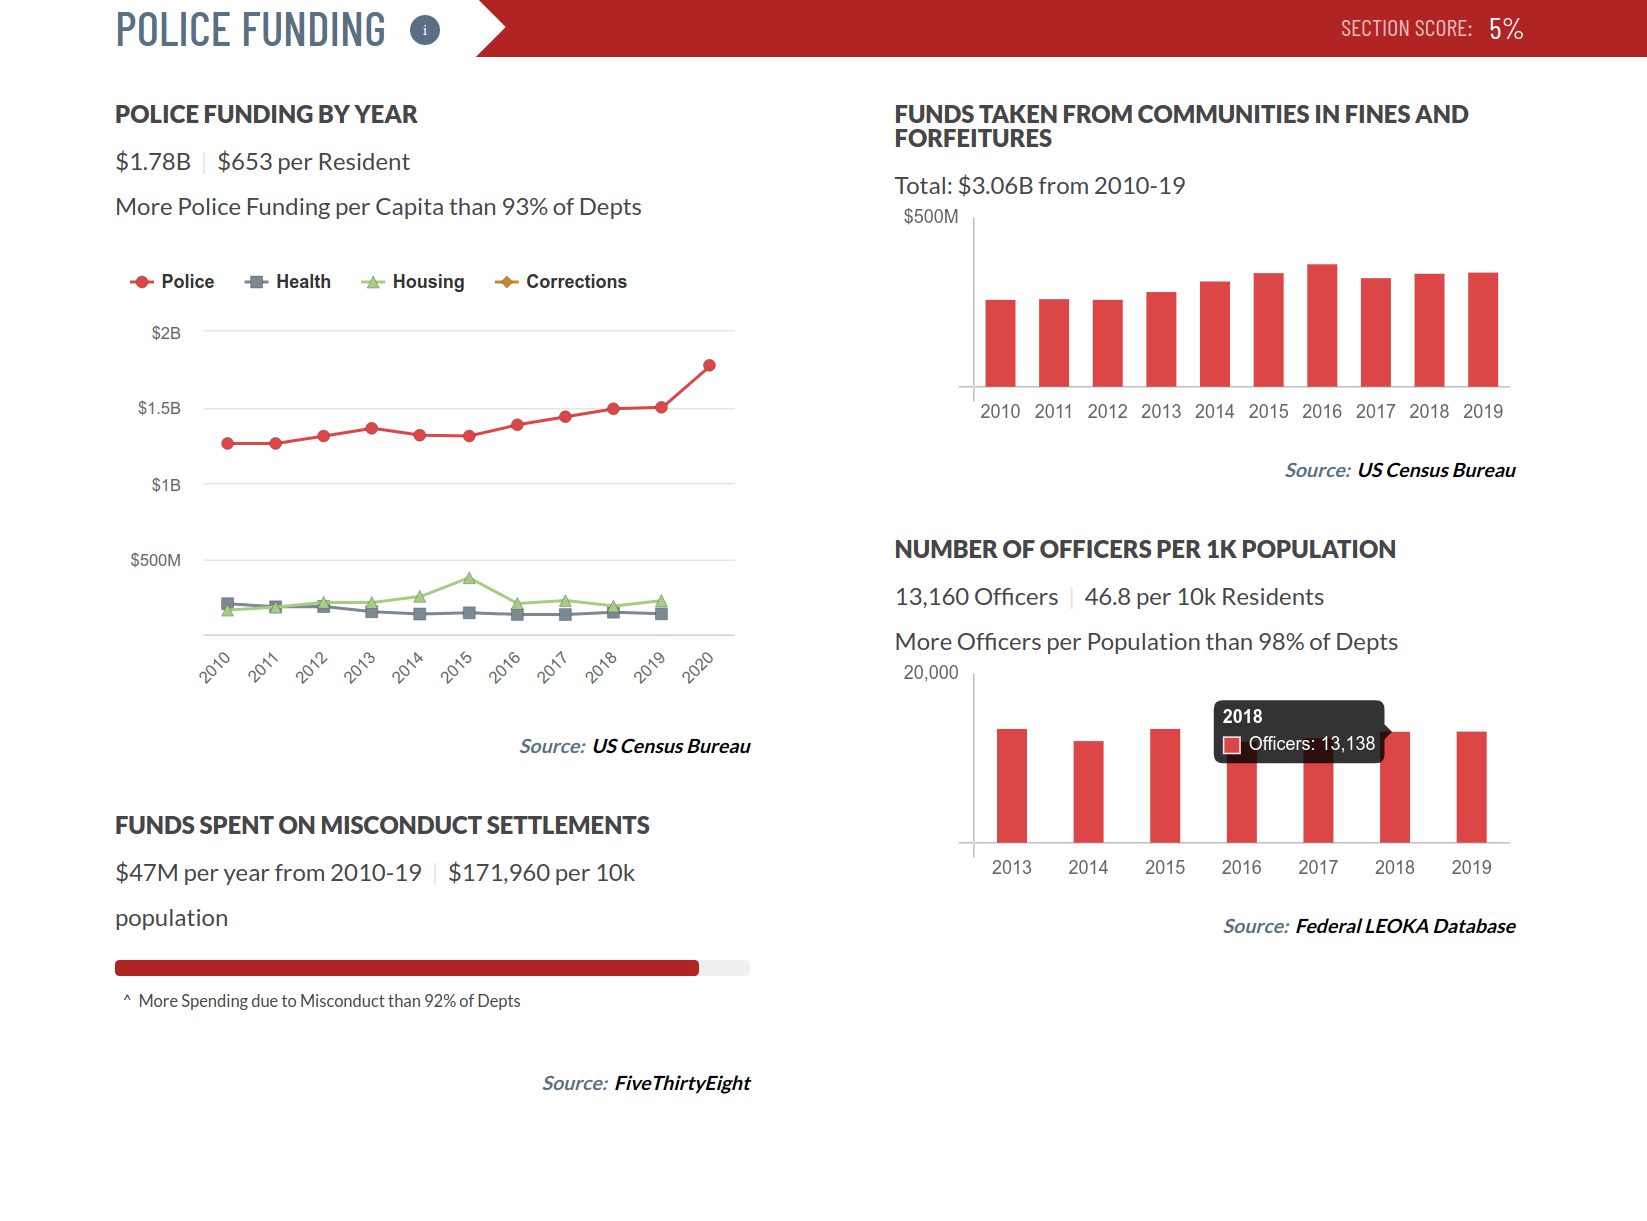 POLICE FUNDING
i
SECTION SCORE: 5%
POLICE FUNDING BY YEAR
$1.78B | $653 per Resident
More Police Funding per Capita than 93% of Depts
Police Health Housing Corrections
$2B
$1.5B
$1B
$500M
2010 2011 2012 2013 2014 2015 2016 2017 2018 2019 2020
Source: US Census Bureau
FUNDS SPENT ON MISCONDUCT SETTLEMENTS
$47M per year from 2010-19 | $171,960 per 10k
population
^ More Spending due to Misconduct than 92% of Depts
Source: FiveThirtyEight
FUNDS TAKEN FROM COMMUNITIES IN FINES AND
FORFEITURES
Total: $3.06B from 2010-19
$500M
2010 2011 2012 2013 2014 2015 2016 2017 2018 2019
Source: US Census Bureau
NUMBER OF OFFICERS PER 1K POPULATION
13,160 Officers | 46.8 per 10k Residents
More Officers per Population than 98% of Depts
20,000
2018
Officers: 13,138
2013 2014 2015 2016 2017 2018 2019
Source: Federal LEOKA Database